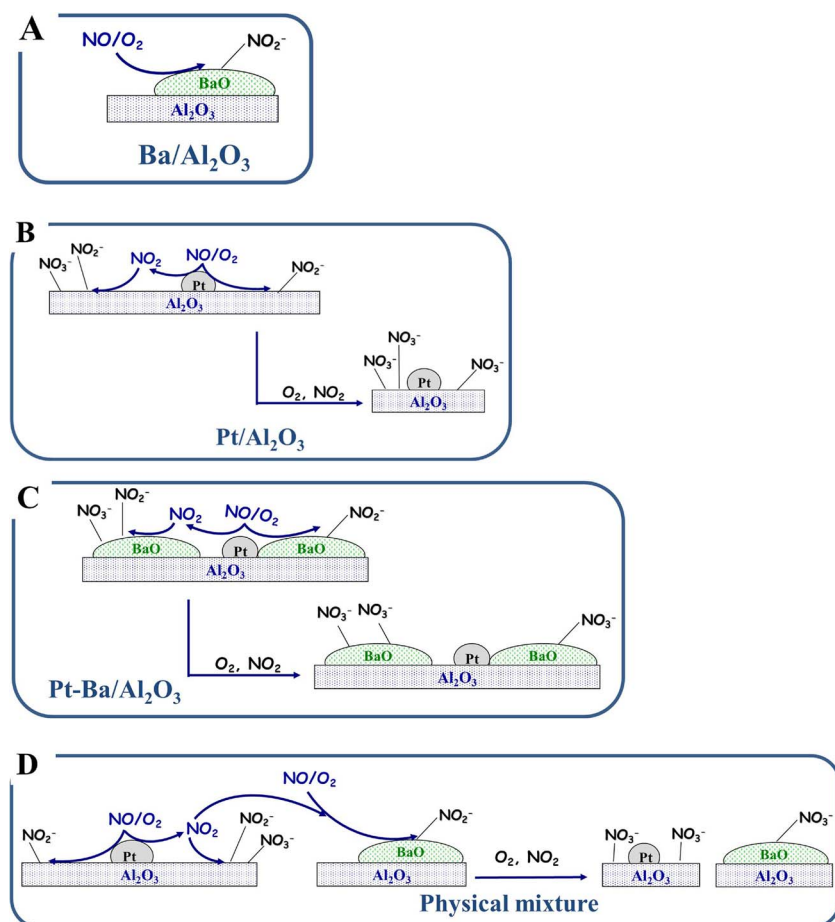 A
NO/O₂
NO₂⁻
BaO
Al₂O₃
Ba/Al₂O₃
B
NO₃⁻
NO₂⁻
NO₂
NO/O₂
NO₂⁻
Pt
Al₂O₃
O₂, NO₂
NO₃⁻
NO₃⁻
NO₃⁻
Pt
Al₂O₃
Pt/Al₂O₃
C
NO₃⁻
NO₂⁻
NO₂
NO/O₂
NO₂⁻
BaO
Pt
BaO
Al₂O₃
O₂, NO₂
NO₃⁻
NO₃⁻
NO₃⁻
BaO
Pt
BaO
Al₂O₃
Pt-Ba/Al₂O₃
D
NO₂⁻
NO/O₂
NO₂
NO₂⁻
NO₃⁻
Pt
Al₂O₃
NO/O₂
NO₂⁻
BaO
Al₂O₃
O₂, NO₂
NO₃⁻
NO₃⁻
Pt
Al₂O₃
NO₃⁻
BaO
Al₂O₃
Physical mixture